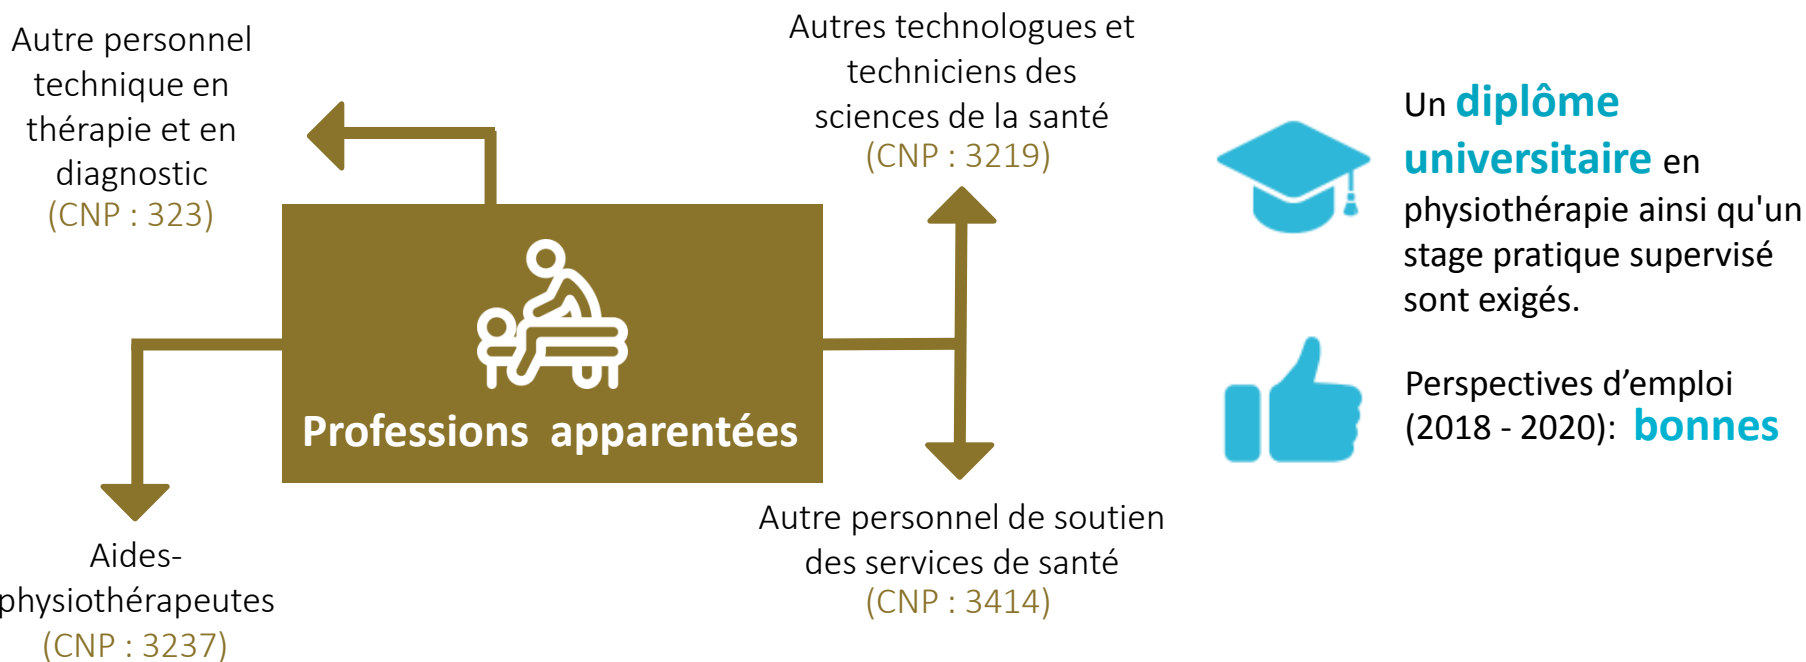 Autre personnel
technique en
thérapie et en
diagnostic
(CNP : 323)
Autres technologues et
techniciens des
sciences de la santé
(CNP : 3219)
Professions apparentées
Aides-
physiothérapeutes
(CNP : 3237)
Autre personnel de soutien
des services de santé
(CNP : 3414)
Un diplôme
universitaire en
physiothérapie ainsi qu'un
stage pratique supervisé
sont exigés.
Perspectives d’emploi
(2018 - 2020): bonnes